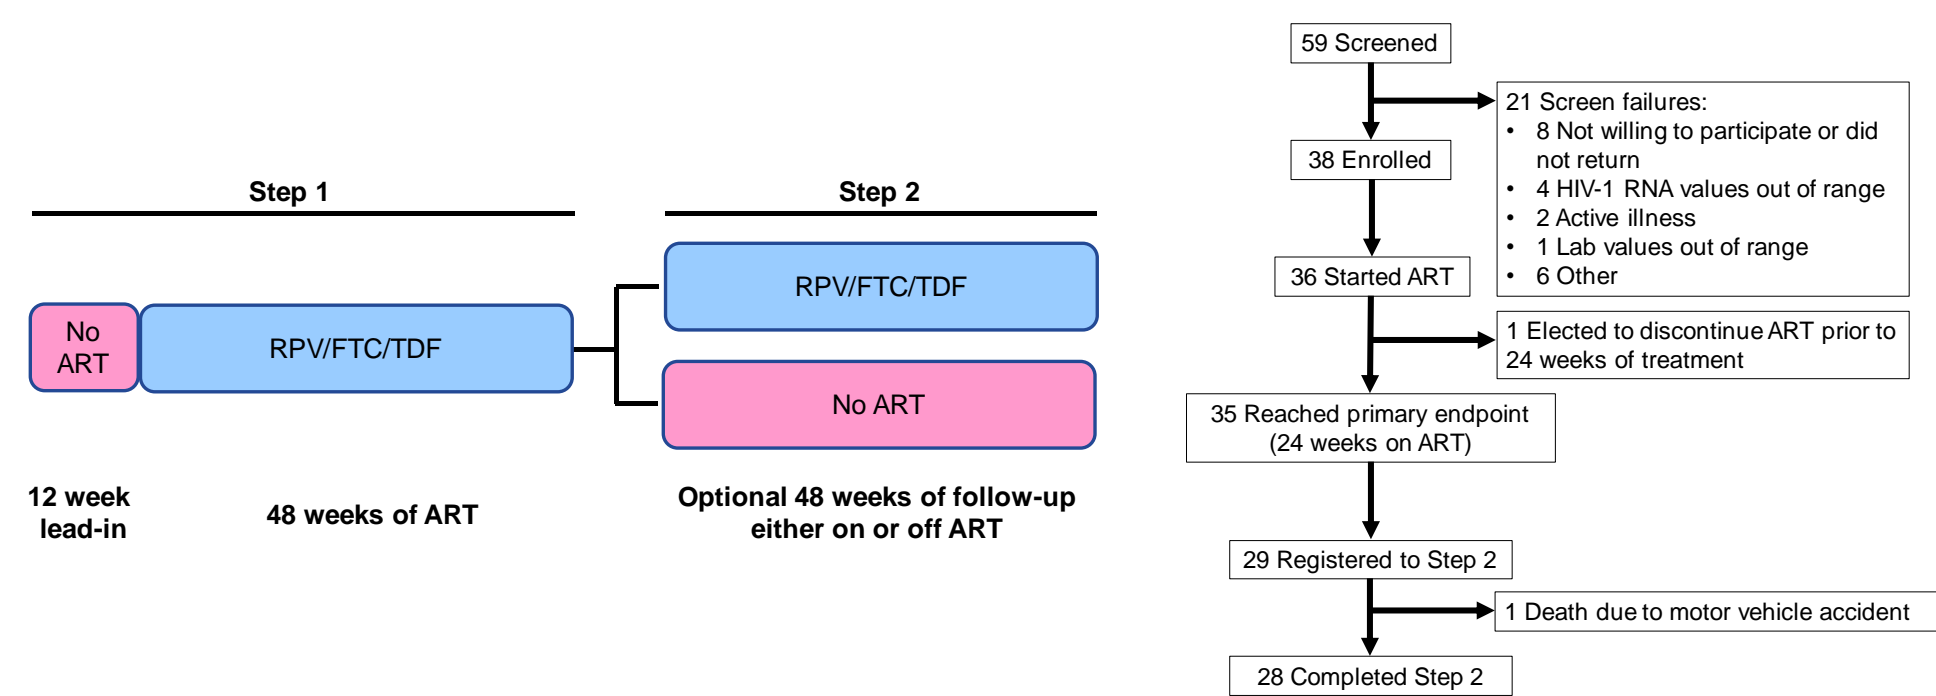 Step 1
Step 2
No
ART
RPV/FTC/TDF
RPV/FTC/TDF
No ART
12 week
lead-in
48 weeks of ART
Optional 48 weeks of follow-up
either on or off ART
59 Screened
21 Screen failures:
• 8 Not willing to participate or did
not return
• 4 HIV-1 RNA values out of range
• 2 Active illness
• 1 Lab values out of range
• 6 Other
38 Enrolled
36 Started ART
1 Elected to discontinue ART prior to
24 weeks of treatment
35 Reached primary endpoint
(24 weeks on ART)
29 Registered to Step 2
1 Death due to motor vehicle accident
28 Completed Step 2